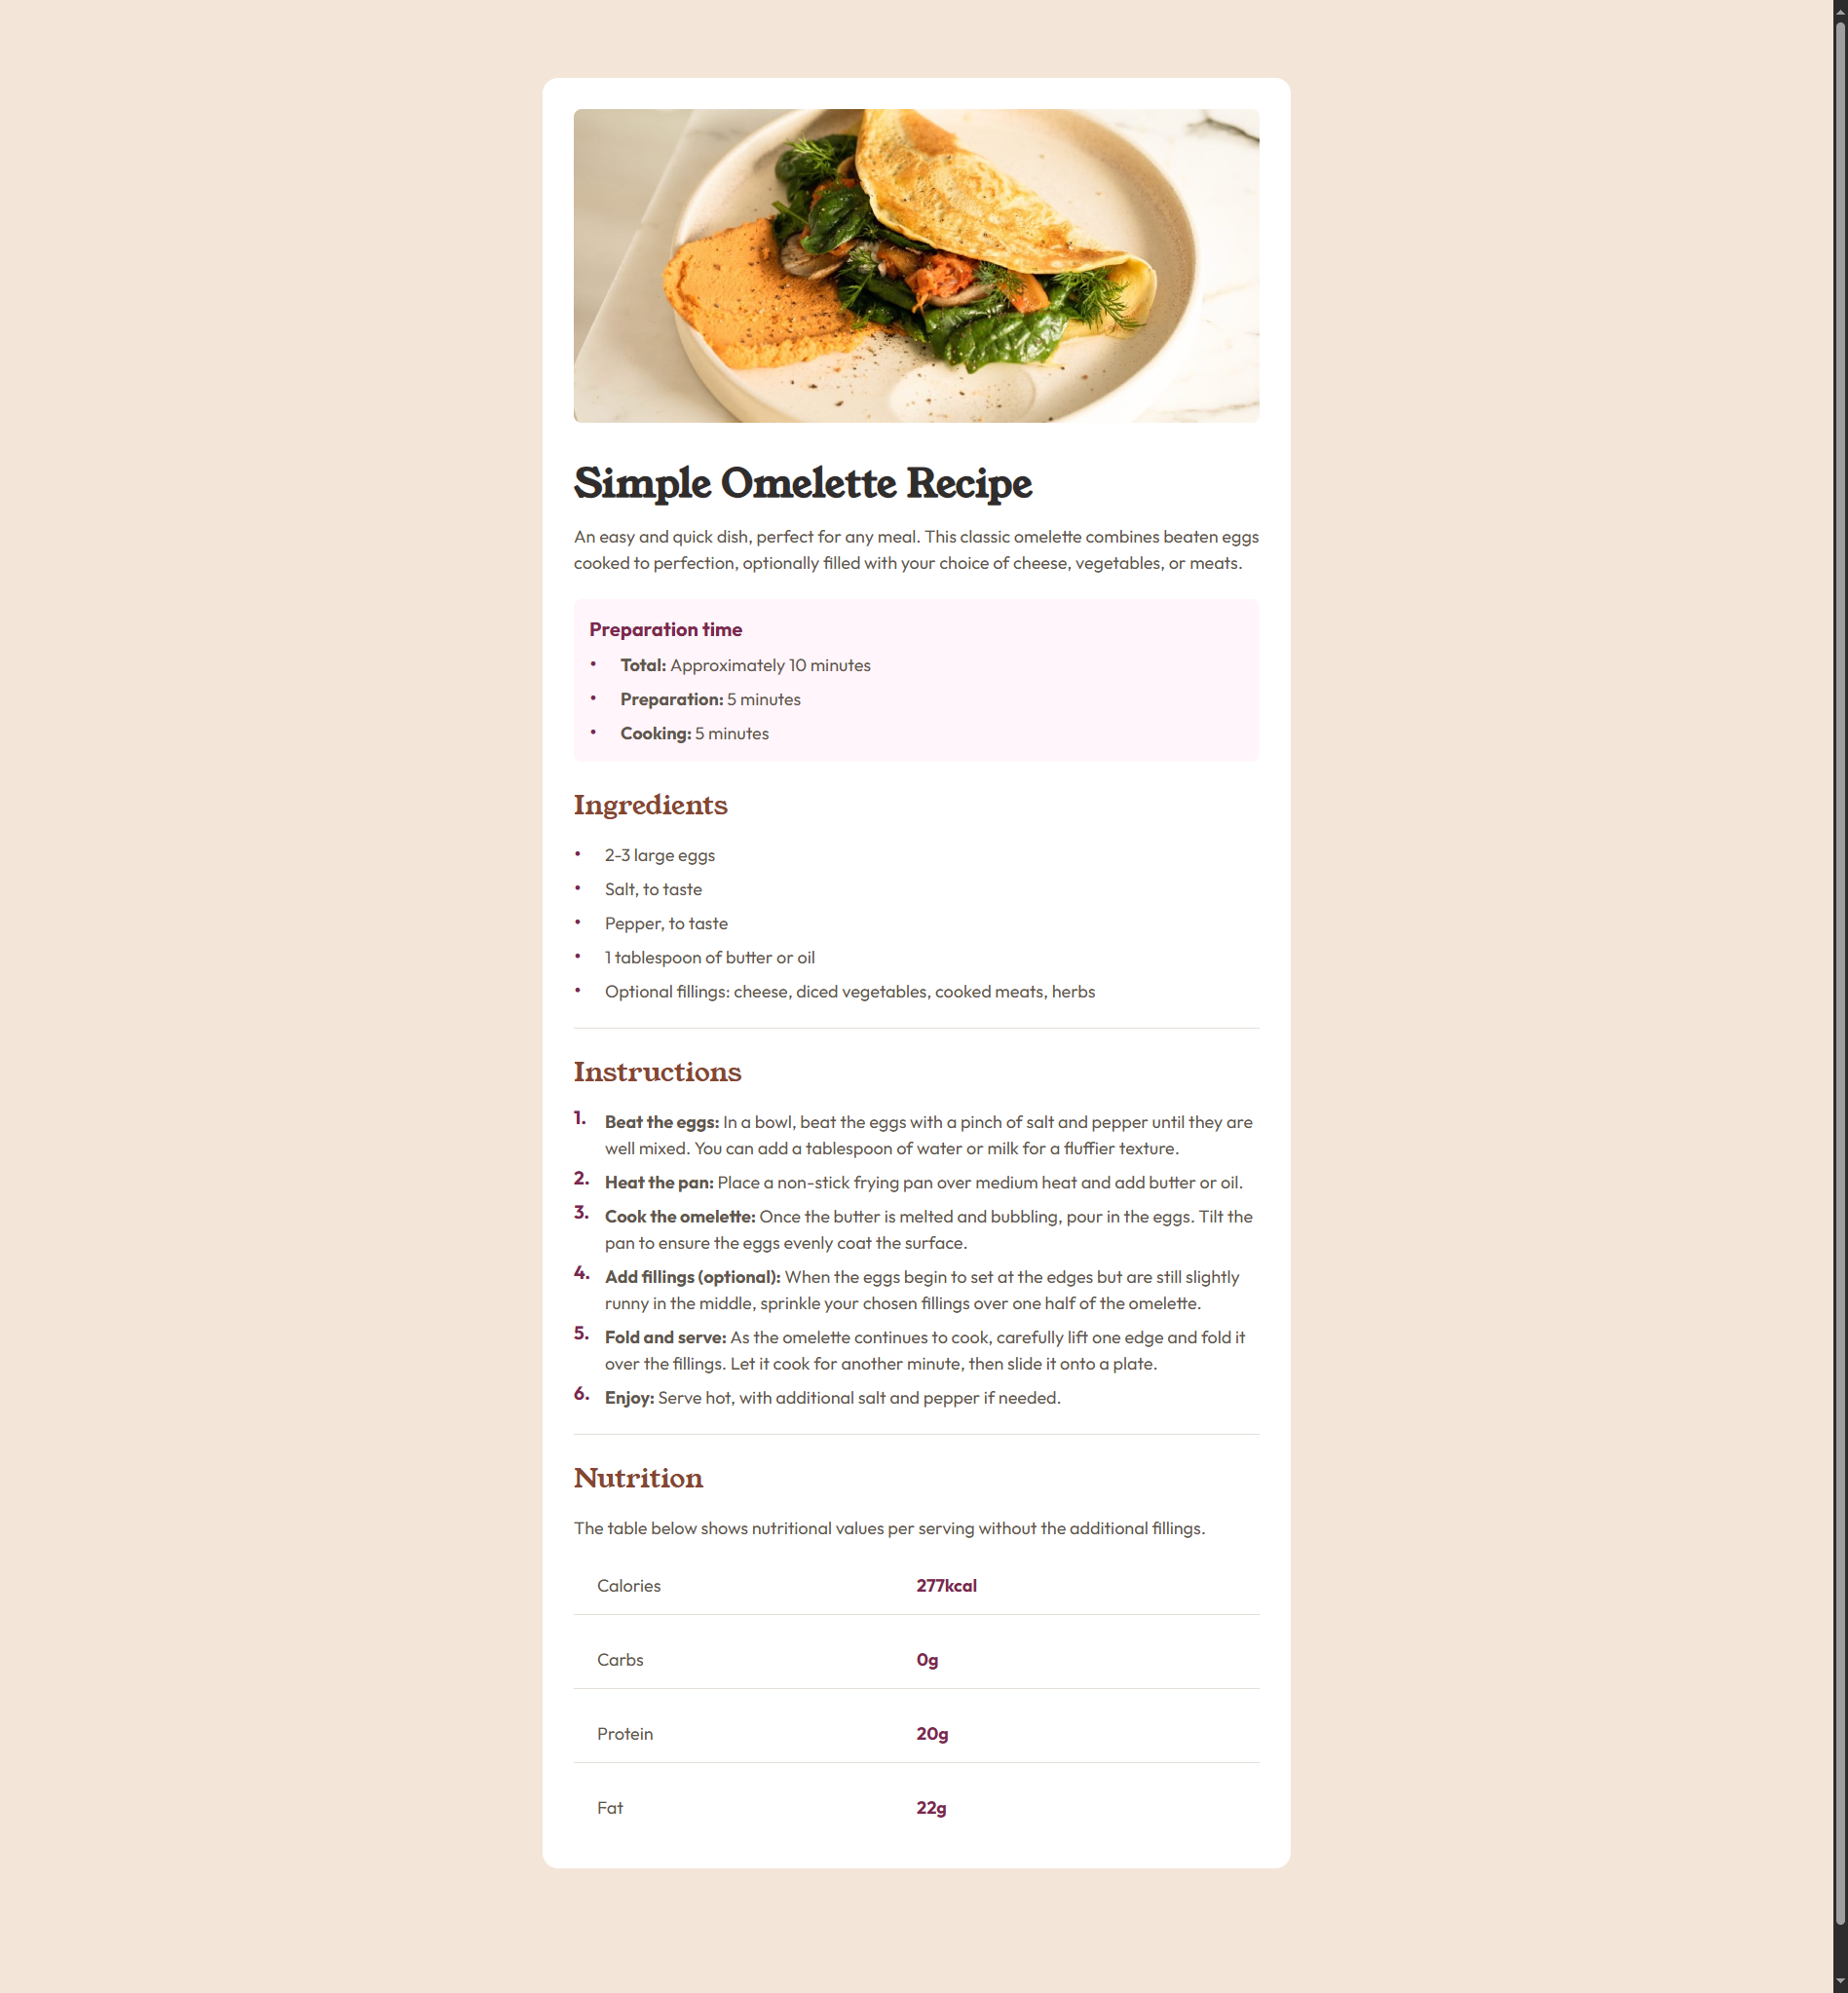 Simple Omelette Recipe
An easy and quick dish, perfect for any meal. This classic omelette combines beaten eggs
cooked to perfection, optionally filled with your choice of cheese, vegetables, or meats.
Preparation time
• Total: Approximately 10 minutes
• Preparation: 5 minutes
• Cooking: 5 minutes
Ingredients
• 2-3 large eggs
• Salt, to taste
• Pepper, to taste
• 1 tablespoon of butter or oil
• Optional fillings: cheese, diced vegetables, cooked meats, herbs
Instructions
1. Beat the eggs: In a bowl, beat the eggs with a pinch of salt and pepper until they are
well mixed. You can add a tablespoon of water or milk for a fluffier texture.
2. Heat the pan: Place a non-stick frying pan over medium heat and add butter or oil.
3. Cook the omelette: Once the butter is melted and bubbling, pour in the eggs. Tilt the
pan to ensure the eggs evenly coat the surface.
4. Add fillings (optional): When the eggs begin to set at the edges but are still slightly
runny in the middle, sprinkle your chosen fillings over one half of the omelette.
5. Fold and serve: As the omelette continues to cook, carefully lift one edge and fold it
over the fillings. Let it cook for another minute, then slide it onto a plate.
6. Enjoy: Serve hot, with additional salt and pepper if needed.
Nutrition
The table below shows nutritional values per serving without the additional fillings.
Calories 277kcal
Carbs 0g
Protein 20g
Fat 22g